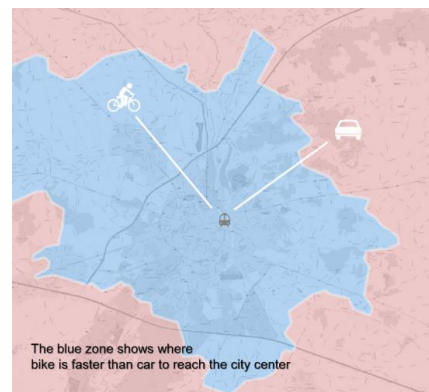 The blue zone shows where
bike is faster than car to reach the city center